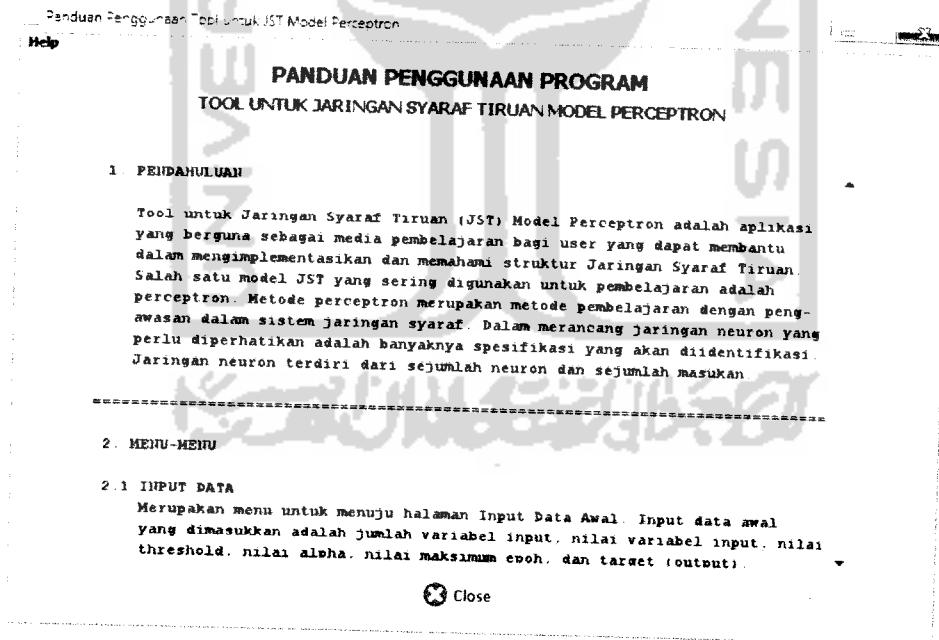 Panduan Penggunaan Tool untuk JST Model Perceptron
Help
PANDUAN PENGGUNAAN PROGRAM
TOOL UNTUK JARINGAN SYARAF TIRUAN MODEL PERCEPTRON
1. PENDAHULUAN
Tool untuk Jaringan Syaraf Tiruan (JST) Model Perceptron adalah aplikasi
yang berguna sebagai media pembelajaran bagi user yang dapat membantu
dalam mengimplementasikan dan memahami struktur Jaringan Syaraf Tiruan.
Salah satu model JST yang sering digunakan untuk pembelajaran adalah
perceptron. Metode perceptron merupakan metode pembelajaran dengan peng-
awasan dalam sistem jaringan syaraf. Dalam merancang jaringan neuron yang
perlu diperhatikan adalah banyaknya spesifikasi yang akan diidentifikasi.
Jaringan neuron terdiri dari sejumlah neuron dan sejumlah masukan.
2. MENU-MENU
2.1 INPUT DATA
Merupakan menu untuk menuju halaman Input Data Awal. Input data awal
yang dimasukkan adalah jumlah variabel input, nilai variabel input, nilai
threshold, nilai alpha, nilai maksimum epoh, dan target (output).
Close